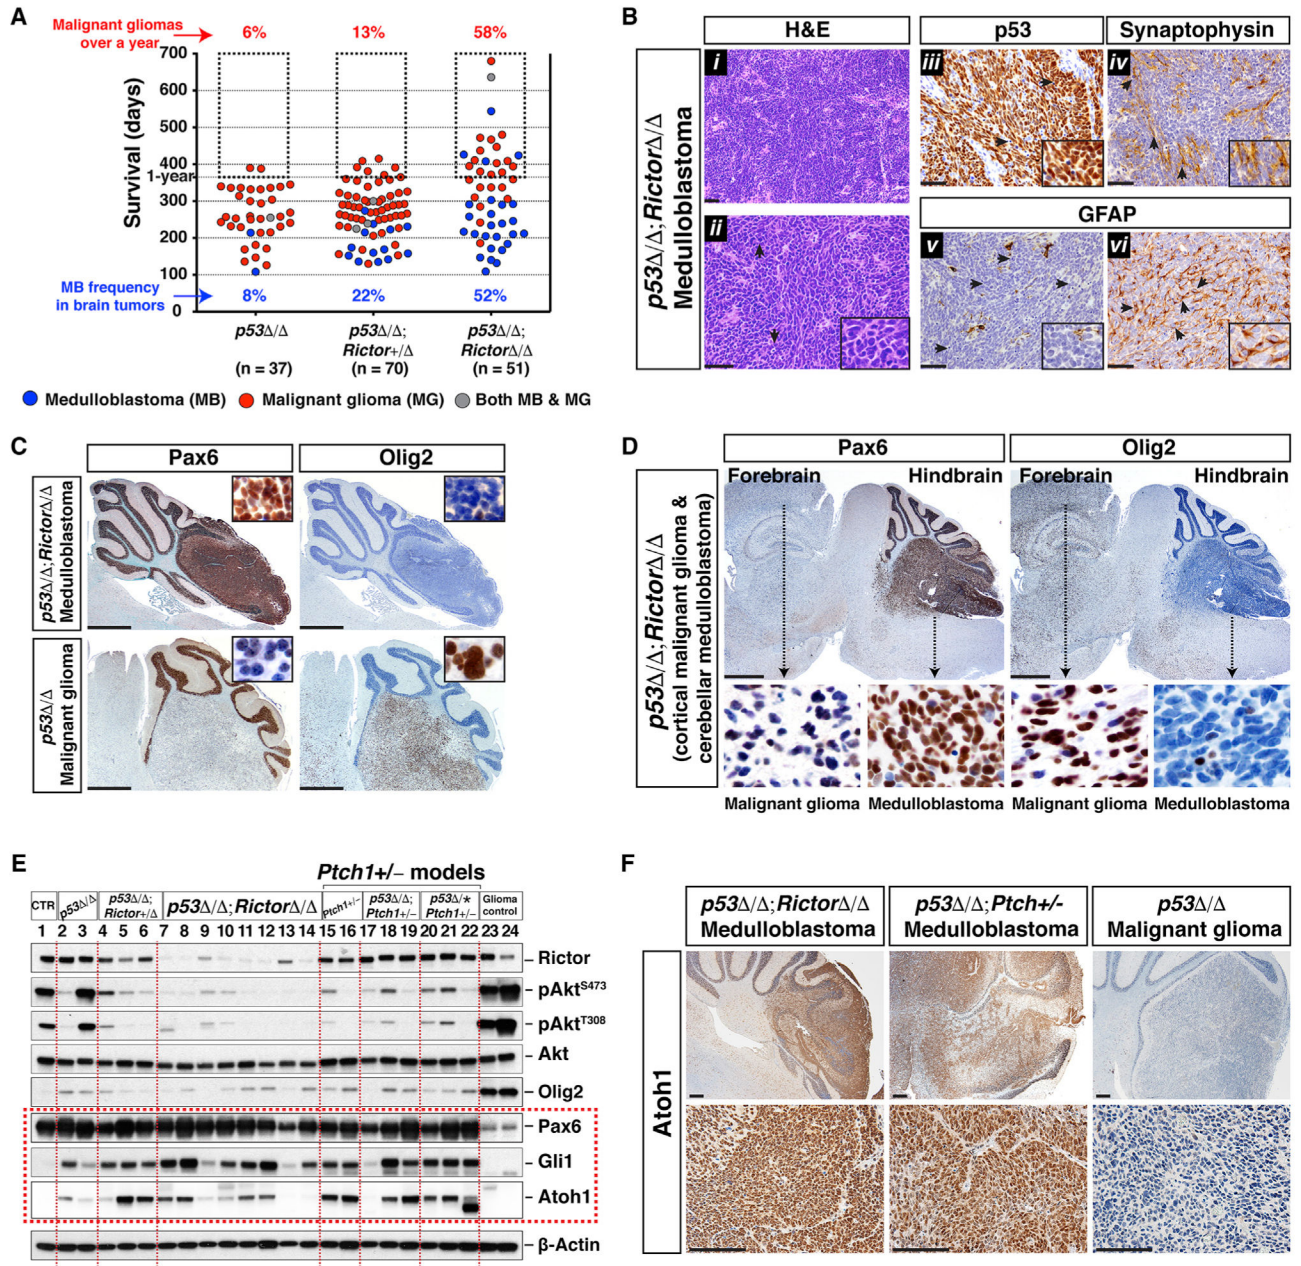 A
Malignant gliomas
over a year
6%
13%
58%
700
600
500
400
1-year
300
200
100
0
Survival (days)
MB frequency
in brain tumors
8%
22%
52%
p53Δ/Δ
(n = 37)
p53Δ/Δ;
Rictor+/Δ
(n = 70)
p53Δ/Δ;
RictorΔ/Δ
(n = 51)
Medulloblastoma (MB)
Malignant glioma (MG)
Both MB & MG
B
H&E
p53
Synaptophysin
GFAP
p53Δ/Δ;RictorΔ/Δ
Medulloblastoma
i
ii
iii
iv
v
vi
C
Pax6
Olig2
p53Δ/Δ;RictorΔ/Δ
Medulloblastoma
p53Δ/Δ
Malignant glioma
D
Pax6
Olig2
Forebrain
Hindbrain
Forebrain
Hindbrain
p53Δ/Δ;RictorΔ/Δ
(cortical malignant glioma &
cerebellar medulloblastoma)
Malignant glioma
Medulloblastoma
Malignant glioma
Medulloblastoma
E
Ptch1+/– models
CTR
p53Δ/Δ
p53Δ/Δ;
Rictor+/Δ
p53Δ/Δ;RictorΔ/Δ
Ptch1+/–
p53Δ/Δ;
Ptch1+/–
p53Δ/*
Ptch1+/–
Glioma
control
1 2 3 4 5 6 7 8 9 10 11 12 13 14 15 16 17 18 19 20 21 22 23 24
Rictor
pAktS473
pAktT308
Akt
Olig2
Pax6
Gli1
Atoh1
β-Actin
F
p53Δ/Δ;RictorΔ/Δ
Medulloblastoma
p53Δ/Δ;Ptch+/-
Medulloblastoma
p53Δ/Δ
Malignant glioma
Atoh1